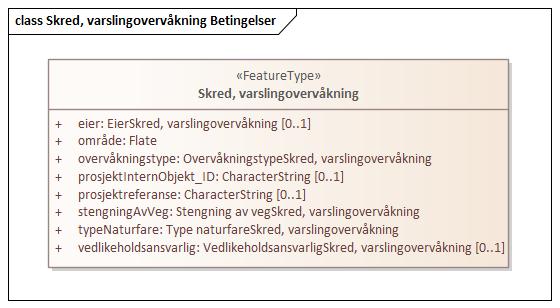 class Skred, varslingovervåkning Betingelser
«FeatureType»
Skred, varslingovervåkning
+ eier: EierSkred, varslingovervåkning [0..1]
+ område: Flate
+ overvåkningstype: OvervåkningstypeSkred, varslingovervåkning
+ prosjektInternObjekt_ID: CharacterString [0..1]
+ prosjektreferanse: CharacterString [0..1]
+ stengningAvVeg: Stengning av vegSkred, varslingovervåkning
+ typeNaturfare: Type naturfareSkred, varslingovervåkning
+ vedlikeholdsansvarlig: VedlikeholdsansvarligSkred, varslingovervåkning [0..1]